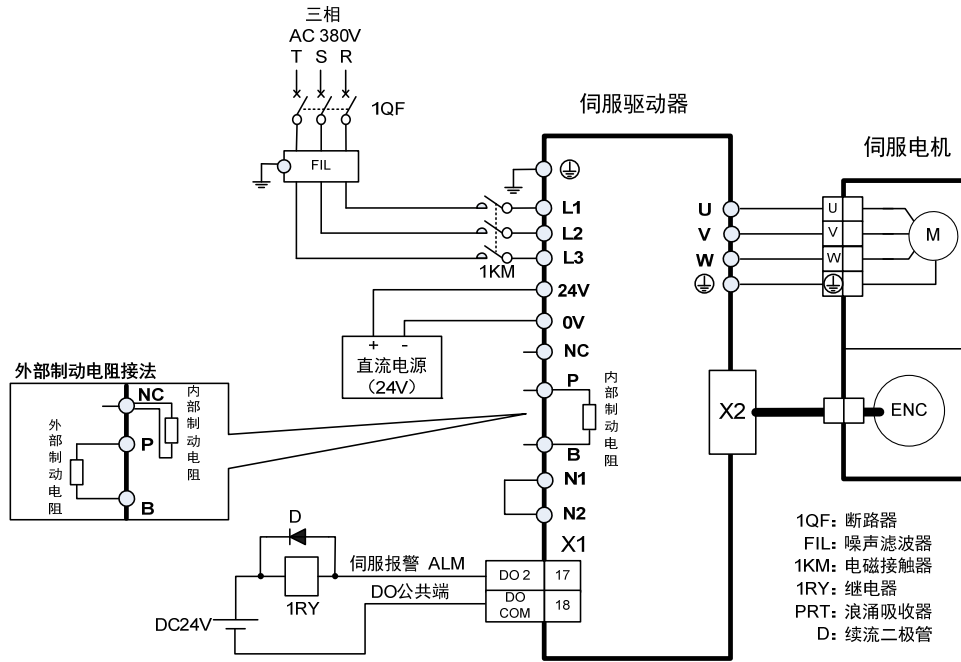 三相
AC 380V
T S R
1QF
FIL
伺服驱动器
伺服电机
L1
L2
L3
1KM
24V
0V
NC
P
内部制动电阻
B
N1
N2
X1
+ -
直流电源
（24V）
U
V
W
U
V
W
M
X2
ENC
外部制动电阻接法
NC
内部制动电阻
外部制动电阻
P
B
D
1RY
DC24V
伺服报警 ALM
DO公共端
DO 2
17
DO
COM
18
1QF：断路器
FIL：噪声滤波器
1KM：电磁接触器
1RY：继电器
PRT：浪涌吸收器
D：续流二极管